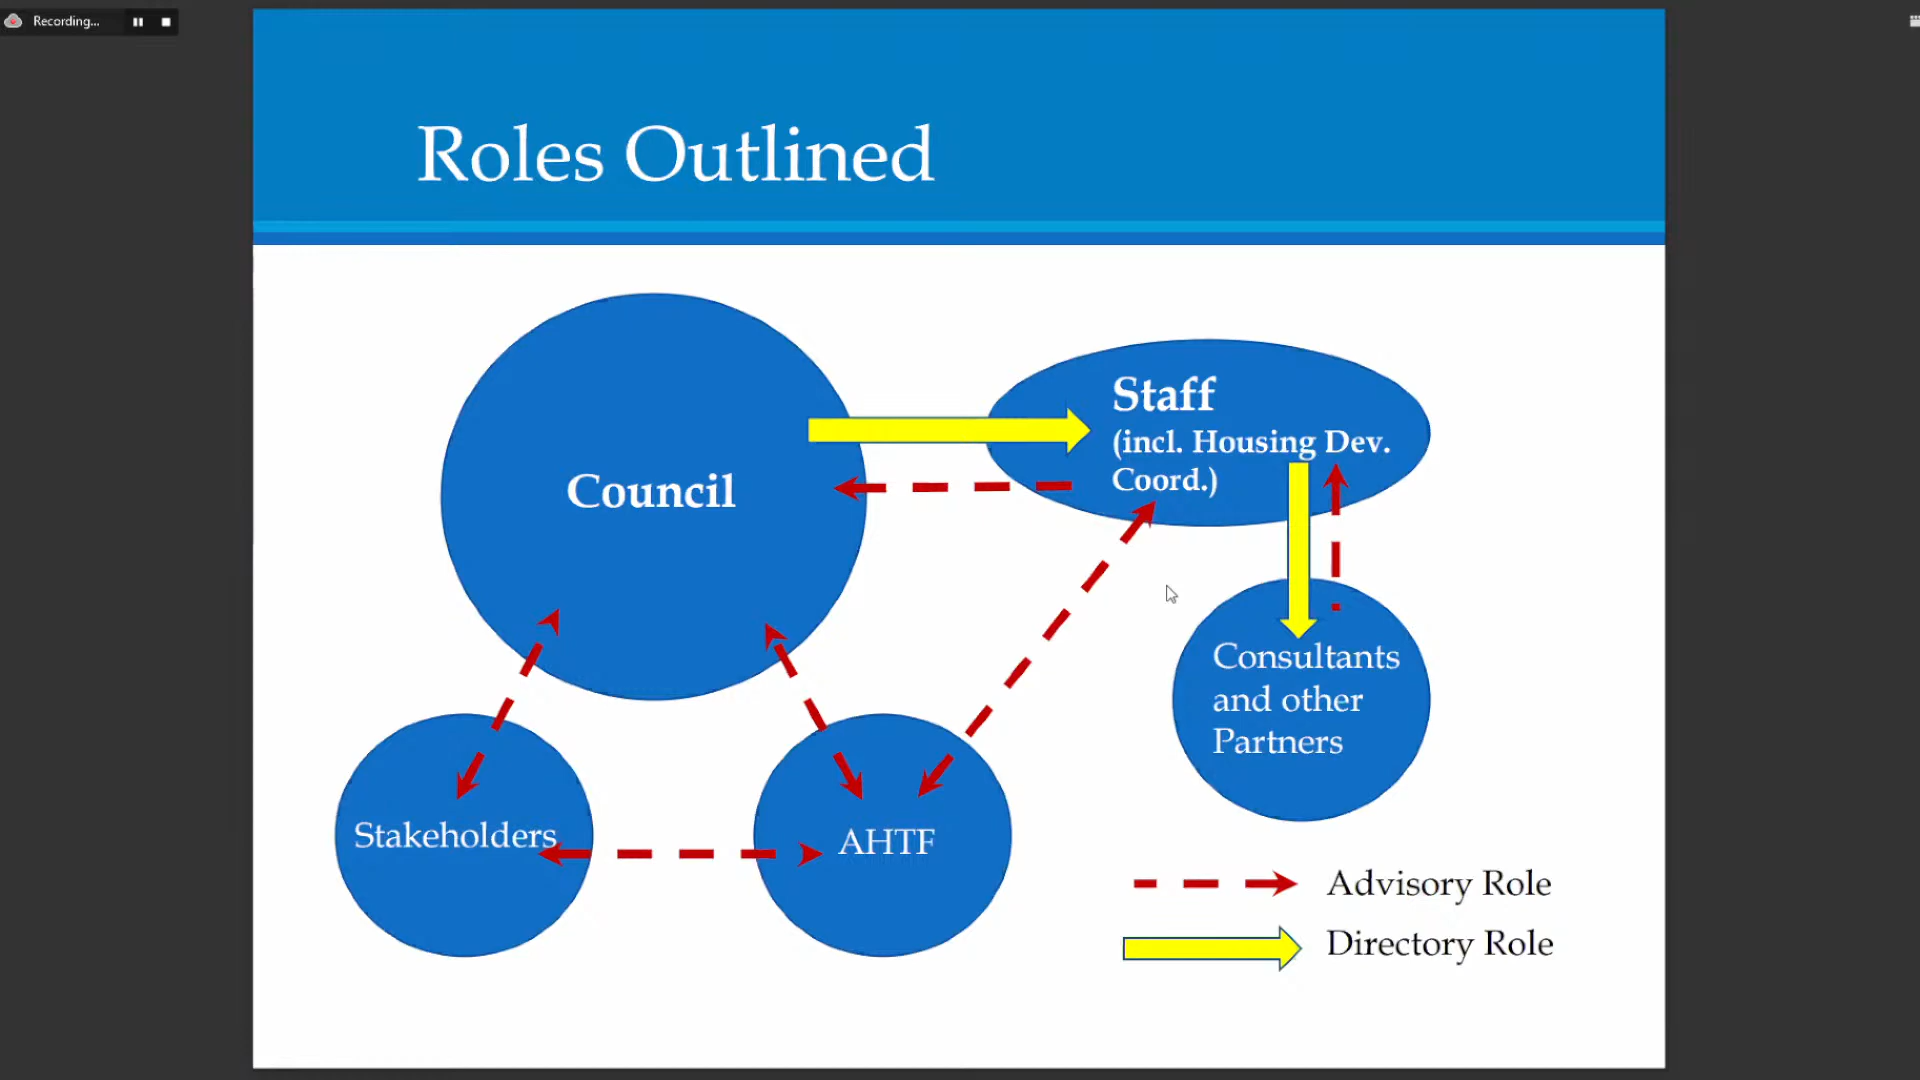 Recording...
Roles Outlined
Council
Staff
(incl. Housing Dev.
Coord.)
Consultants
and other
Partners
Stakeholders
AHTF
Advisory Role
Directory Role